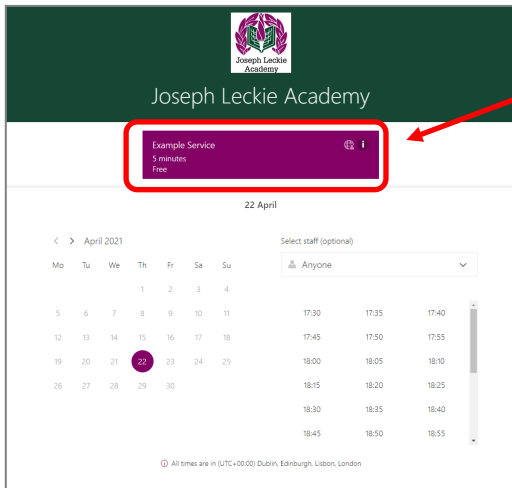 Joseph Leckie
Academy
Joseph Leckie Academy
Example Service
i
5 minutes
Free
22 April
< > April 2021
Mo Tu We Th Fr Sa Su
1 2 3 4
5 6 7 8 9 10 11
12 13 14 15 16 17 18
19 20 21 22 23 24 25
26 27 28 29 30
Select staff (optional)
Anyone
17:30 17:35 17:40
17:45 17:50 17:55
18:00 18:05 18:10
18:15 18:20 18:25
18:30 18:35 18:40
18:45 18:50 18:55
All times are in (UTC+00:00) Dublin, Edinburgh, Lisbon, London